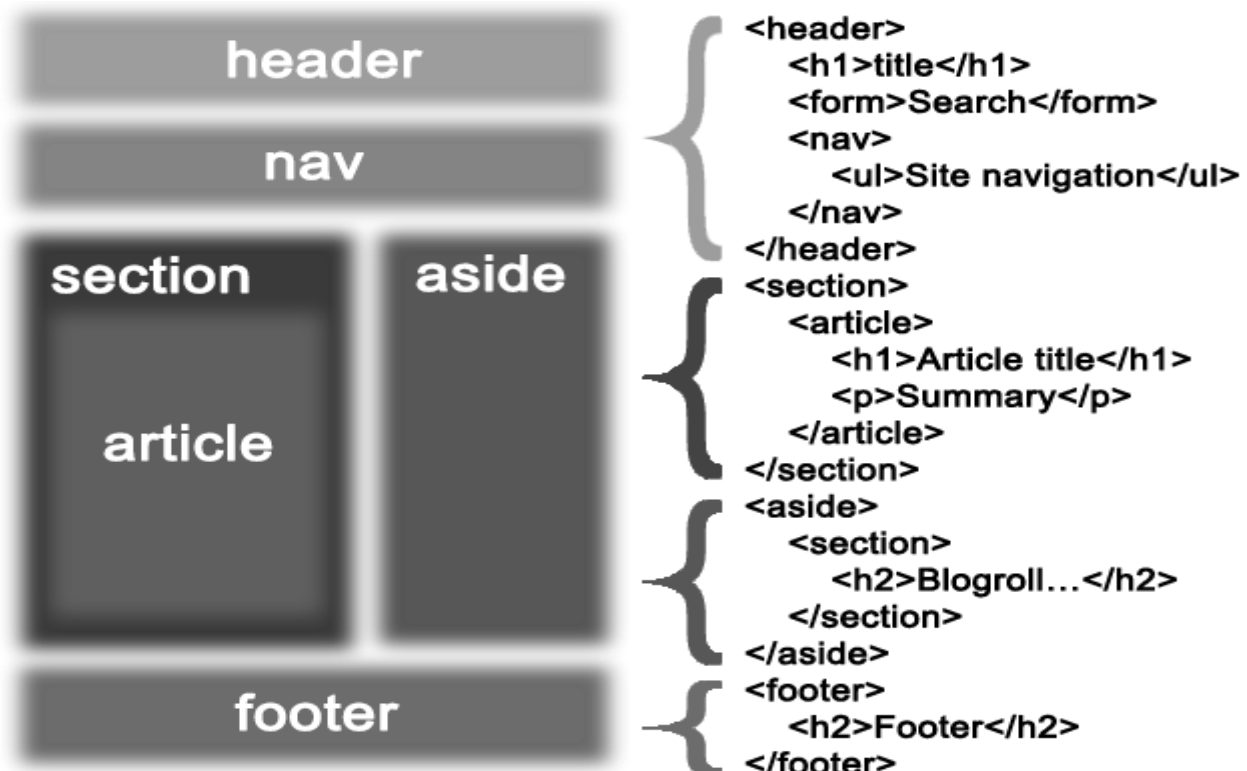 header
nav
section
aside
article
footer
<header>
<h1>title</h1>
<form>Search</form>
<nav>
<ul>Site navigation</ul>
</nav>
</header>
<section>
<article>
<h1>Article title</h1>
<p>Summary</p>
</article>
</section>
<aside>
<section>
<h2>Blogroll…</h2>
</section>
</aside>
<footer>
<h2>Footer</h2>
</footer>